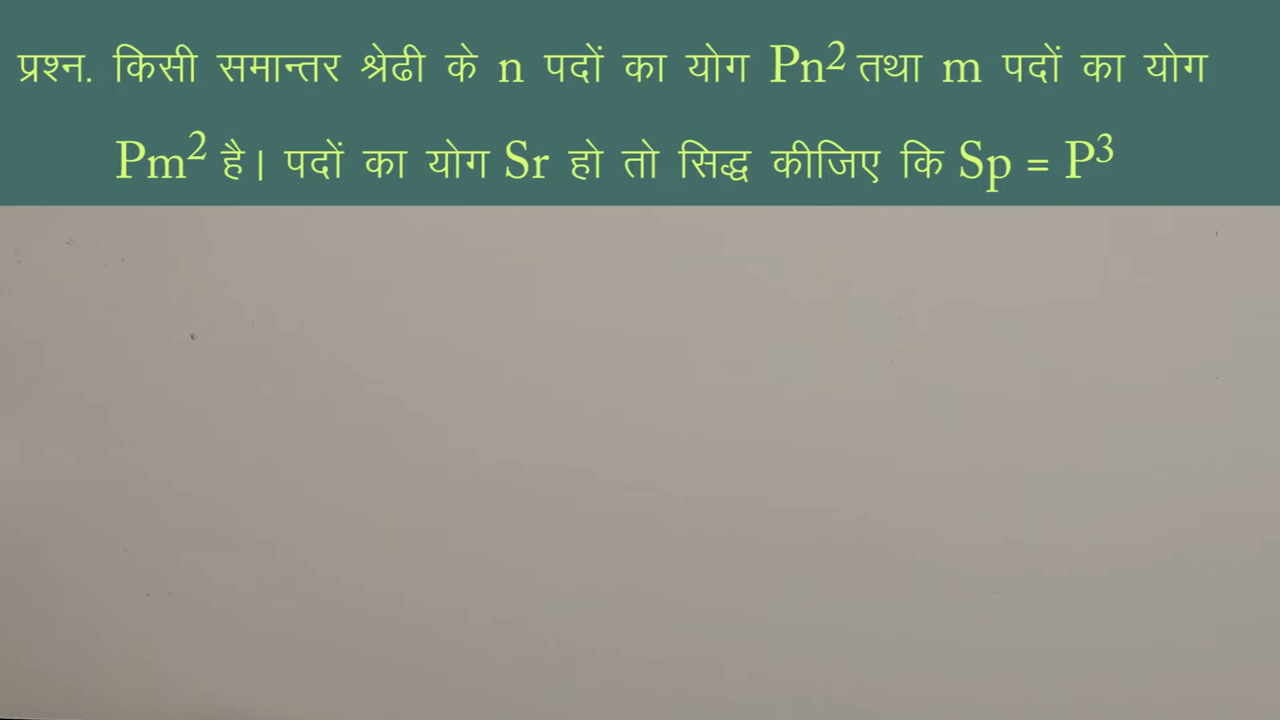 प्रश्न. किसी समान्तर श्रेढी के n पदों का योग Pn² तथा m पदों का योग
Pm² है। पदों का योग Sr हो तो सिद्ध कीजिए कि Sp = P³